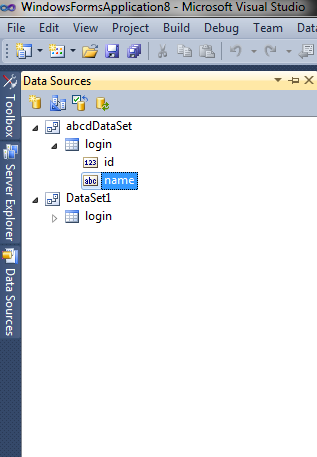 WindowsFormsApplication8 - Microsoft Visual Studio
File Edit View Project Build Debug Team Data
Data Sources
Toolbox
Server Explorer
Data Sources
abcdDataSet
login
123 id
abc name
DataSet1
login